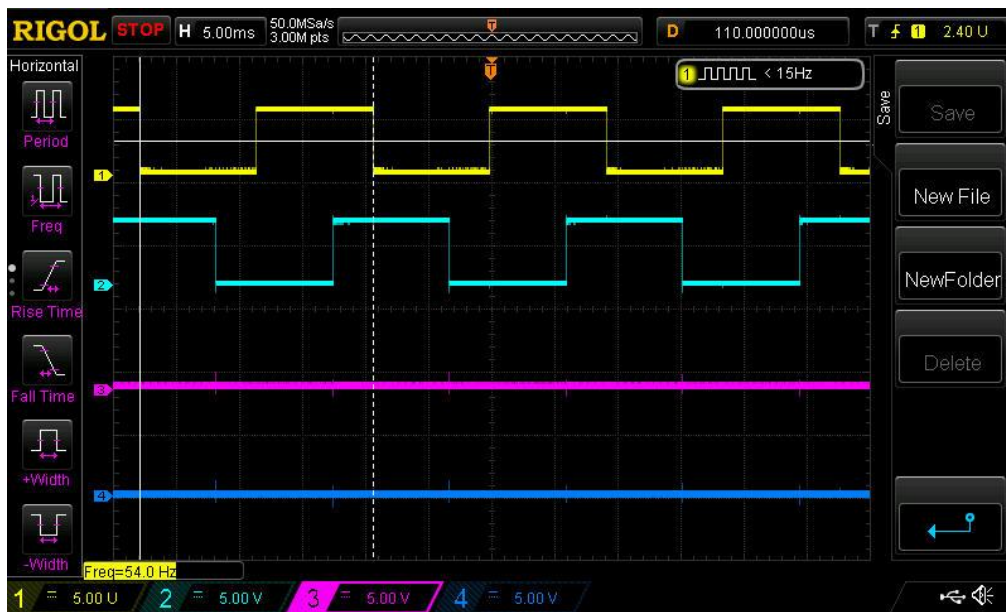 RIGOL STOP H 5.00ms 50.0MSa/s 3.00M pts T D 110.000000us T 1 2.40 U
Horizontal
T
1 < 15Hz
Save
Save
Period
1
New File
Freq
2
NewFolder
Rise Time
Delete
3
Fall Time
+Width
4
-Width
Freq=54.0 Hz
1 = 5.00 U 2 = 5.00 V 3 = 5.00 V 4 = 5.00 V